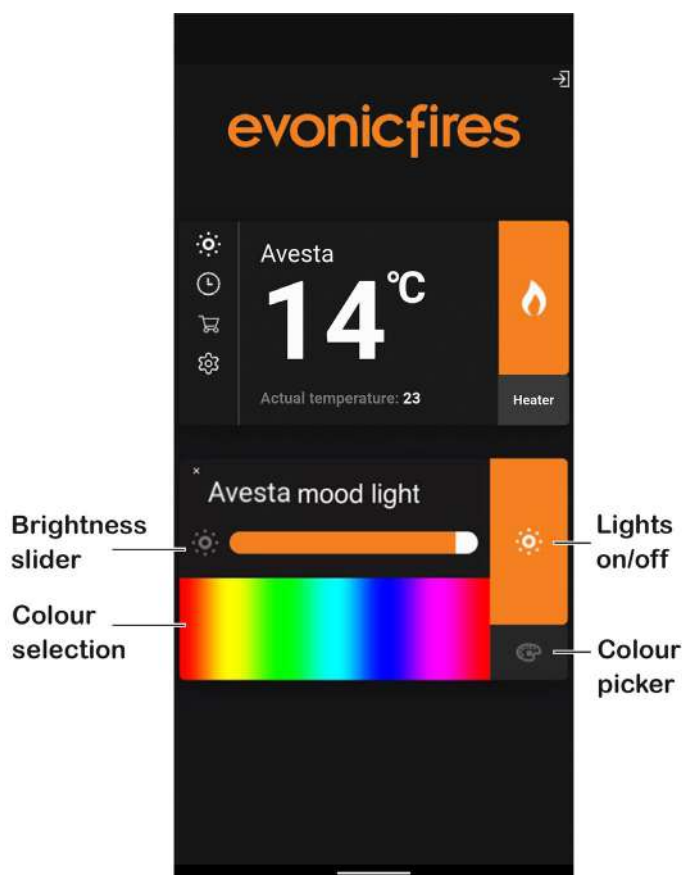 evonicfires
Avesta
14°C
Actual temperature: 23
Heater
Avesta mood light
Brightness
slider
Lights
on/off
Colour
selection
Colour
picker